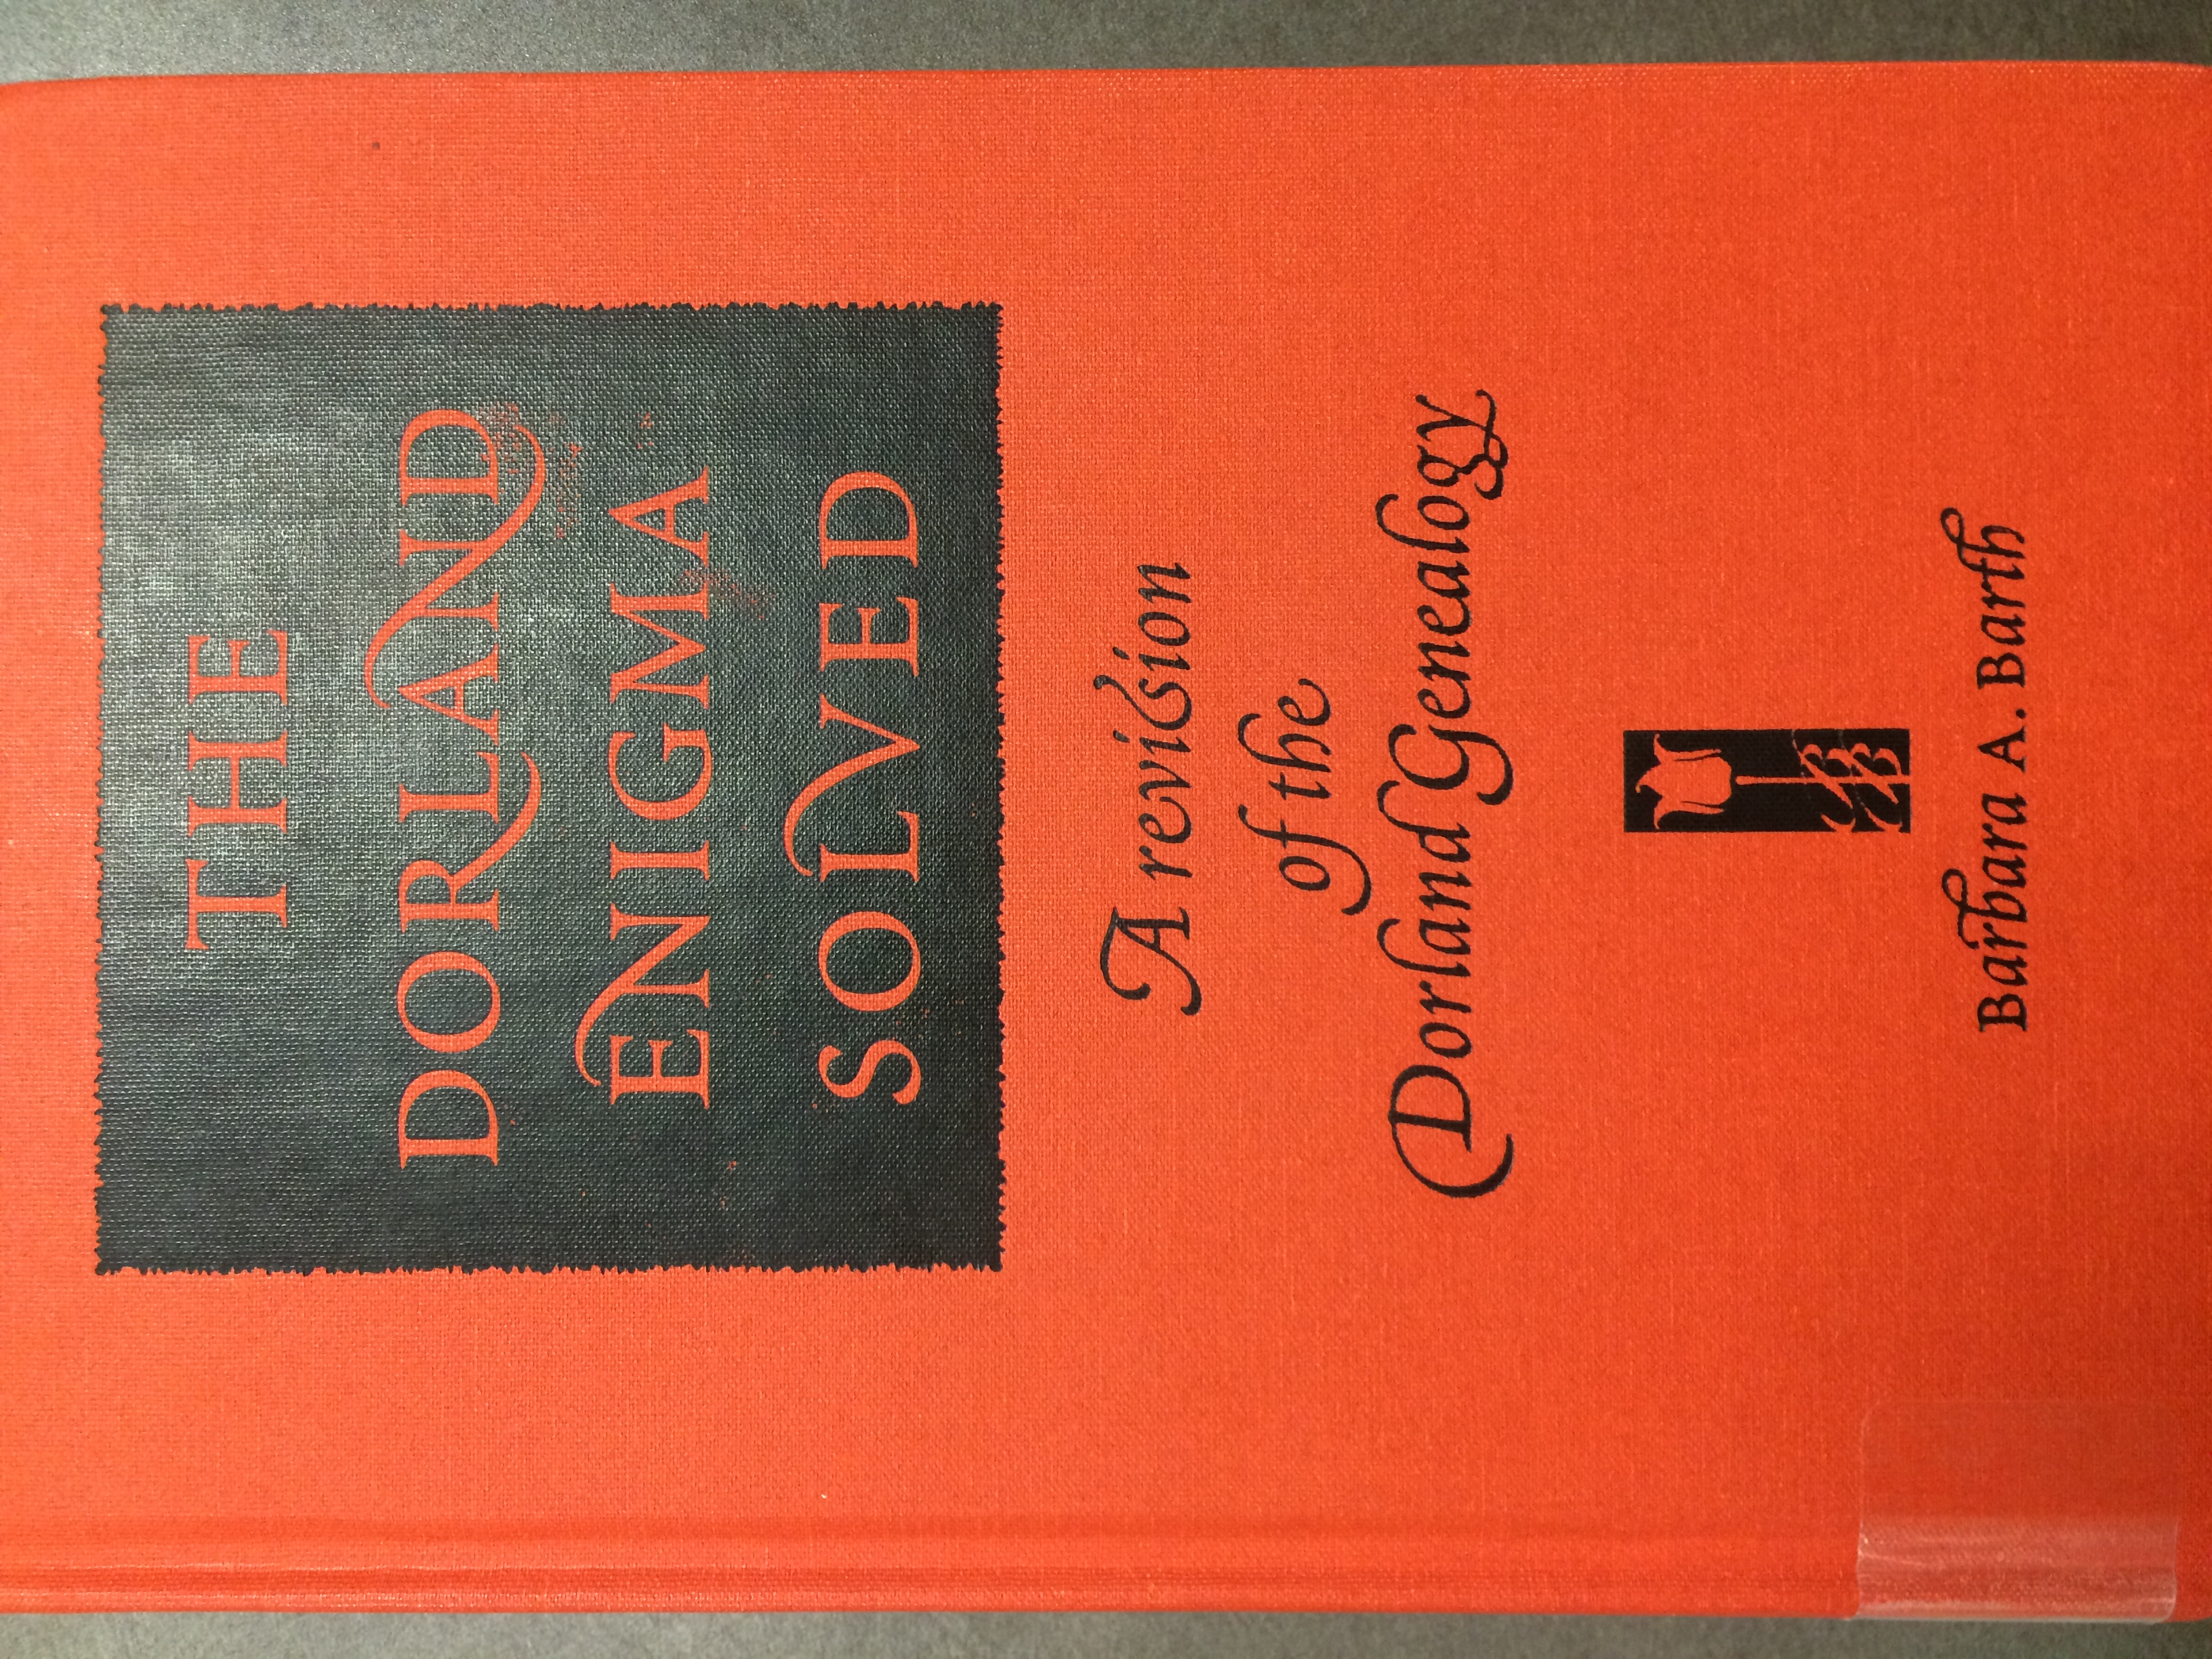 THE
DORLAND
ENIGMA
SOLVED
A revision
of the
Dorland Genealogy
Barbara A. Barth